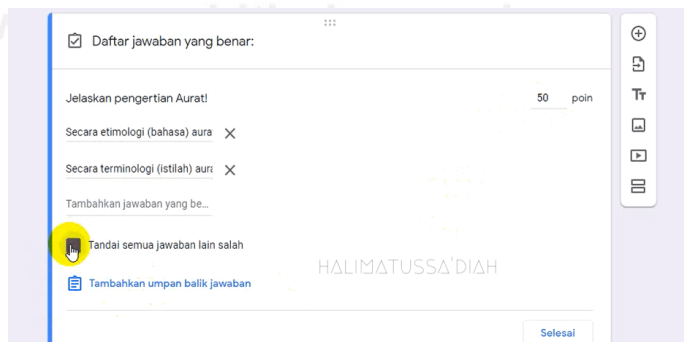 Daftar jawaban yang benar:
Jelaskan pengertian Aurat!
50 poin
Secara etimologi (bahasa) aura
Secara terminologi (istilah) aura
Tambahkan jawaban yang be...
Tandai semua jawaban lain salah
HALIMATUSSA'DIAH
Tambahkan umpan balik jawaban
Selesai